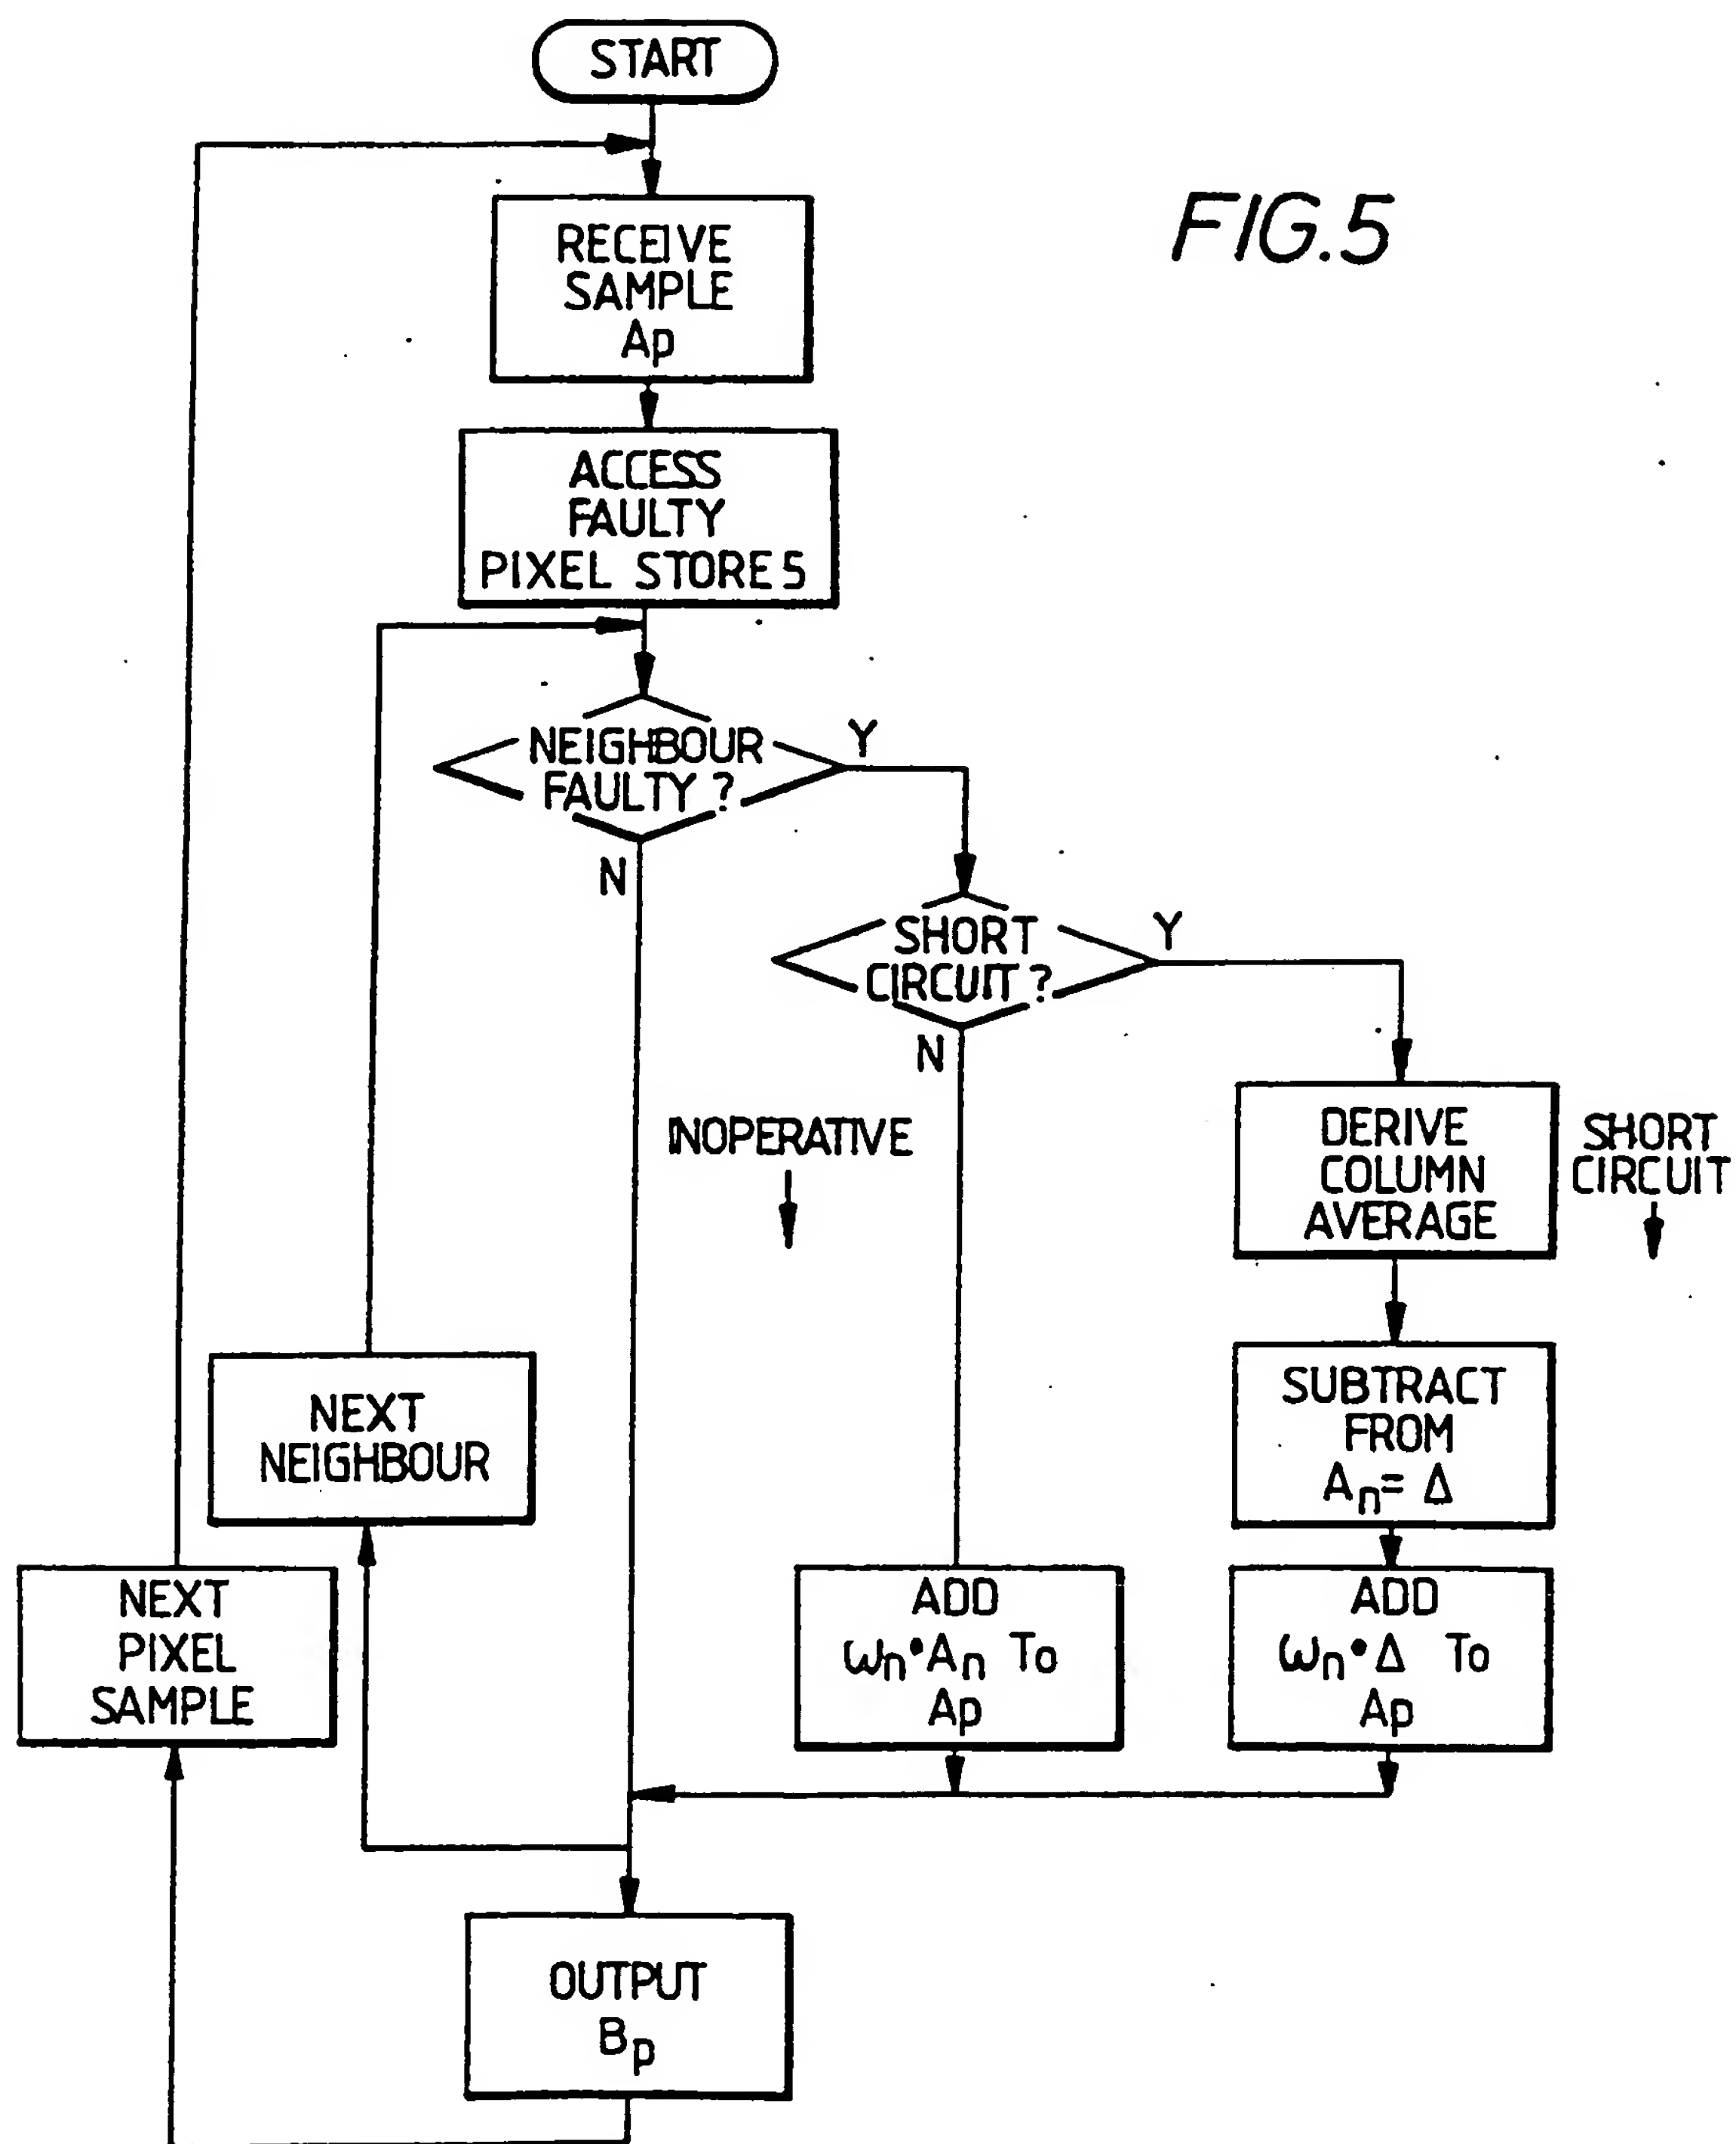 START
FIG.5
RECEIVE
SAMPLE
Ap
ACCESS
FAULTY
PIXEL STORE 5
NEIGHBOUR
FAULTY ?
Y
N
SHORT
CIRCUIT ?
Y
N
INOPERATIVE
DERIVE
COLUMN
AVERAGE
SHORT
CIRCUIT
SUBTRACT
FROM
An= Δ
NEXT
NEIGHBOUR
NEXT
PIXEL
SAMPLE
ADD
ωn•An To
Ap
ADD
ωn•Δ To
Ap
OUTPUT
Bp